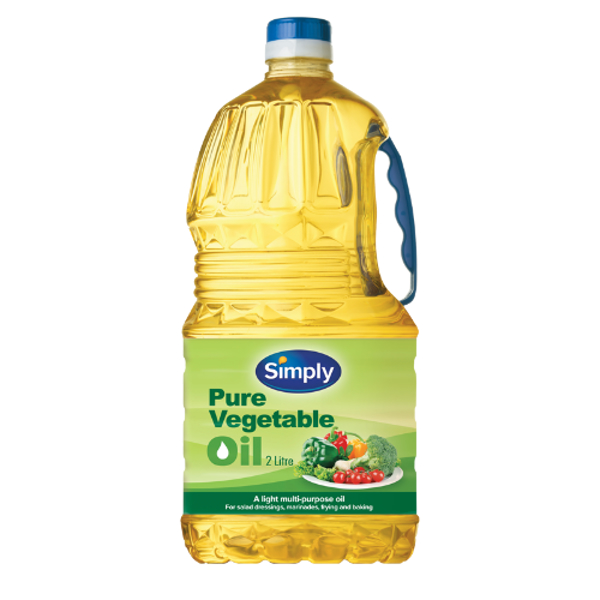 Simply
Pure
Vegetable
Oil 2 Litre
A light multi-purpose oil
For salad dressings, marinades, frying and baking